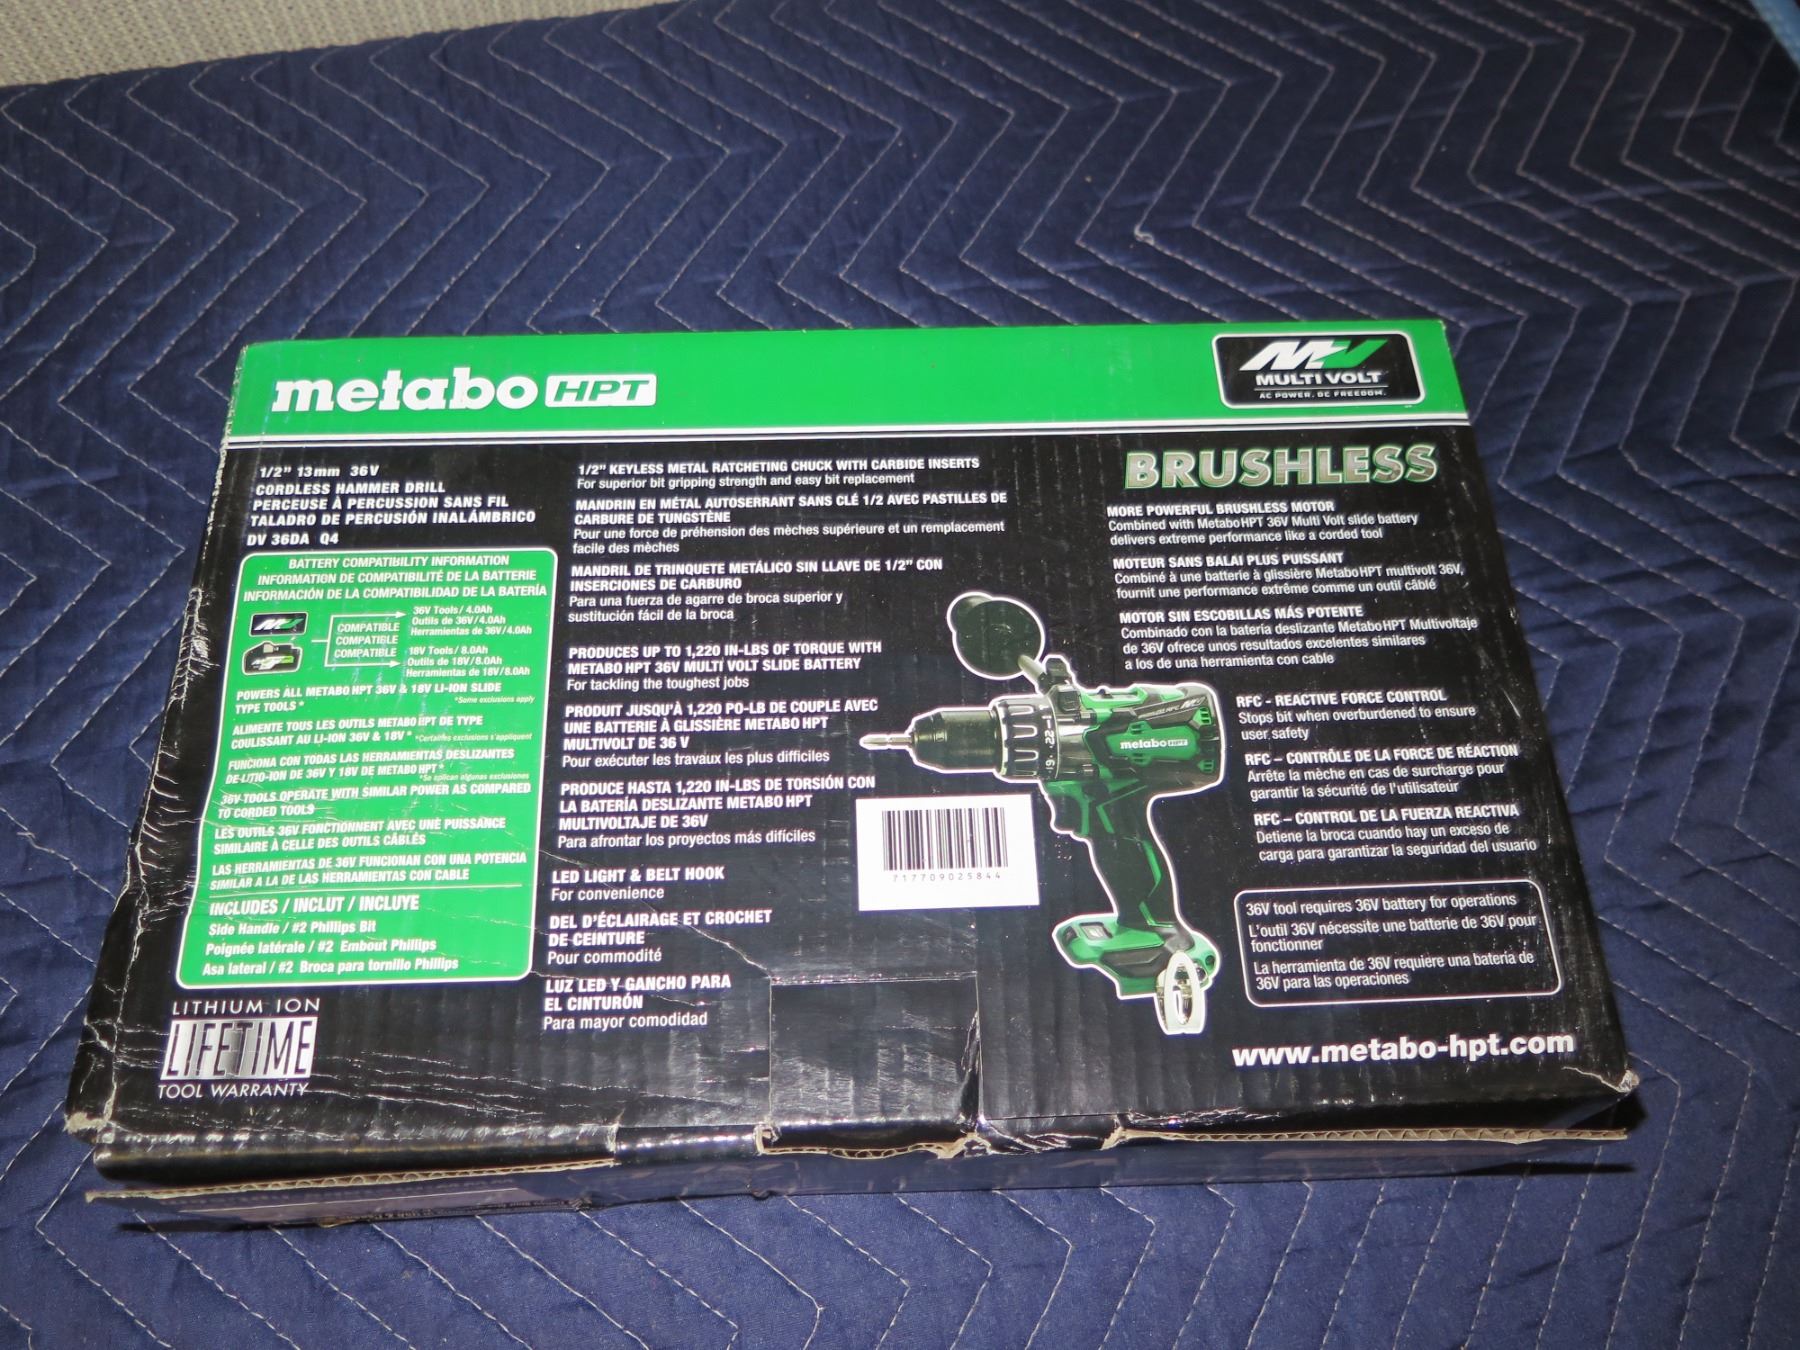 metabo HPT
MULTI VOLT
AC POWER. DC FREEDOM.
1/2" 13mm 36V
CORDLESS HAMMER DRILL
PERCEUSE À PERCUSSION SANS FIL
TALADRO DE PERCUSIÓN INALÁMBRICO
DV 36DA Q4
BATTERY COMPATIBILITY INFORMATION
INFORMATION DE COMPATIBILITÉ DE LA BATTERIE
INFORMACIÓN DE LA COMPATIBILIDAD DE LA BATERÍA
COMPATIBLE
COMPATIBLE
COMPATIBLE
36V Tools / 4.0Ah
Outils de 36V/4.0Ah
Herramientas de 36V/4.0Ah
18V Tools / 8.0Ah
Outils de 18V/8.0Ah
Herramientas de 18V/8.0Ah
POWERS ALL METABO HPT 36V & 18V LI-ION SLIDE
TYPE TOOLS *
*Some exclusions apply
ALIMENTE TOUS LES OUTILS METABO HPT DE TYPE
COULISSANT AU LI-ION 36V & 18V *
*Certaines exclusions s'appliquent
FUNCIONA CON TODAS LAS HERRAMIENTAS DESLIZANTES
DE LITIO-ION DE 36V Y 18V DE METABO HPT *
*Se aplican algunas exclusiones
36V TOOLS OPERATE WITH SIMILAR POWER AS COMPARED
TO CORDED TOOLS
LES OUTILS 36V FONCTIONNENT AVEC UNE PUISSANCE
SIMILAIRE À CELLE DES OUTILS CÂBLÉS
LAS HERRAMIENTAS DE 36V FUNCIONAN CON UNA POTENCIA
SIMILAR A LA DE LAS HERRAMIENTAS CON CABLE
INCLUDES / INCLUT / INCLUYE
Side Handle / #2 Phillips Bit
Poignée latérale / #2 Embout Phillips
Asa lateral / #2 Broca para tornillo Phillips
LITHIUM ION
LIFETIME
TOOL WARRANTY
1/2" KEYLESS METAL RATCHETING CHUCK WITH CARBIDE INSERTS
For superior bit gripping strength and easy bit replacement
MANDRIN EN MÉTAL AUTOSERRANT SANS CLÉ 1/2 AVEC PASTILLES DE
CARBURE DE TUNGSTÈNE
Pour une force de préhension des mèches supérieure et un remplacement
facile des mèches
MANDRIL DE TRINQUETE METÁLICO SIN LLAVE DE 1/2" CON
INSERCIONES DE CARBURO
Para una fuerza de agarre de broca superior y
sustitución fácil de la broca
PRODUCES UP TO 1,220 IN-LBS OF TORQUE WITH
METABO HPT 36V MULTI VOLT SLIDE BATTERY
For tackling the toughest jobs
PRODUIT JUSQU'À 1,220 PO-LB DE COUPLE AVEC
UNE BATTERIE À GLISSIÈRE METABO HPT
MULTIVOLT DE 36 V
Pour exécuter les travaux les plus difficiles
PRODUCE HASTA 1,220 IN-LBS DE TORSIÓN CON
LA BATERÍA DESLIZANTE METABO HPT
MULTIVOLTAJE DE 36V
Para afrontar los proyectos más difíciles
LED LIGHT & BELT HOOK
For convenience
DEL D'ÉCLAIRAGE ET CROCHET
DE CEINTURE
Pour commodité
LUZ LED Y GANCHO PARA
EL CINTURÓN
Para mayor comodidad
metabo HPT
19 · 22 - 1
717709025844
BRUSHLESS
MORE POWERFUL BRUSHLESS MOTOR
Combined with MetaboHPT 36V Multi Volt slide battery
delivers extreme performance like a corded tool
MOTEUR SANS BALAI PLUS PUISSANT
Combiné à une batterie à glissière MetaboHPT multivolt 36V,
fournit une performance extrême comme un outil câblé
MOTOR SIN ESCOBILLAS MÁS POTENTE
Combinado con la batería deslizante MetaboHPT Multivoltaje
de 36V ofrece unos resultados excelentes similares
a los de una herramienta con cable
RFC - REACTIVE FORCE CONTROL
Stops bit when overburdened to ensure
user safety
RFC – CONTRÔLE DE LA FORCE DE RÉACTION
Arrête la mèche en cas de surcharge pour
garantir la sécurité de l'utilisateur
RFC – CONTROL DE LA FUERZA REACTIVA
Detiene la broca cuando hay un exceso de
carga para garantizar la seguridad del usuario
36V tool requires 36V battery for operations
L'outil 36V nécessite une batterie de 36V pour
fonctionner
La herramienta de 36V requiere una batería de
36V para las operaciones
www.metabo-hpt.com